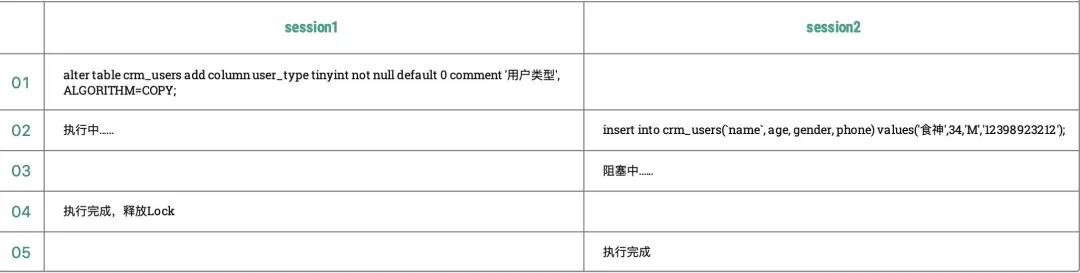 session1
session2
01
alter table crm_users add column user_type tinyint not null default 0 comment '用户类型',
ALGORITHM=COPY;
02
执行中……
insert into crm_users(`name`, age, gender, phone) values('食神',34,'M','12398923212');
03
阻塞中……
04
执行完成，释放Lock
05
执行完成